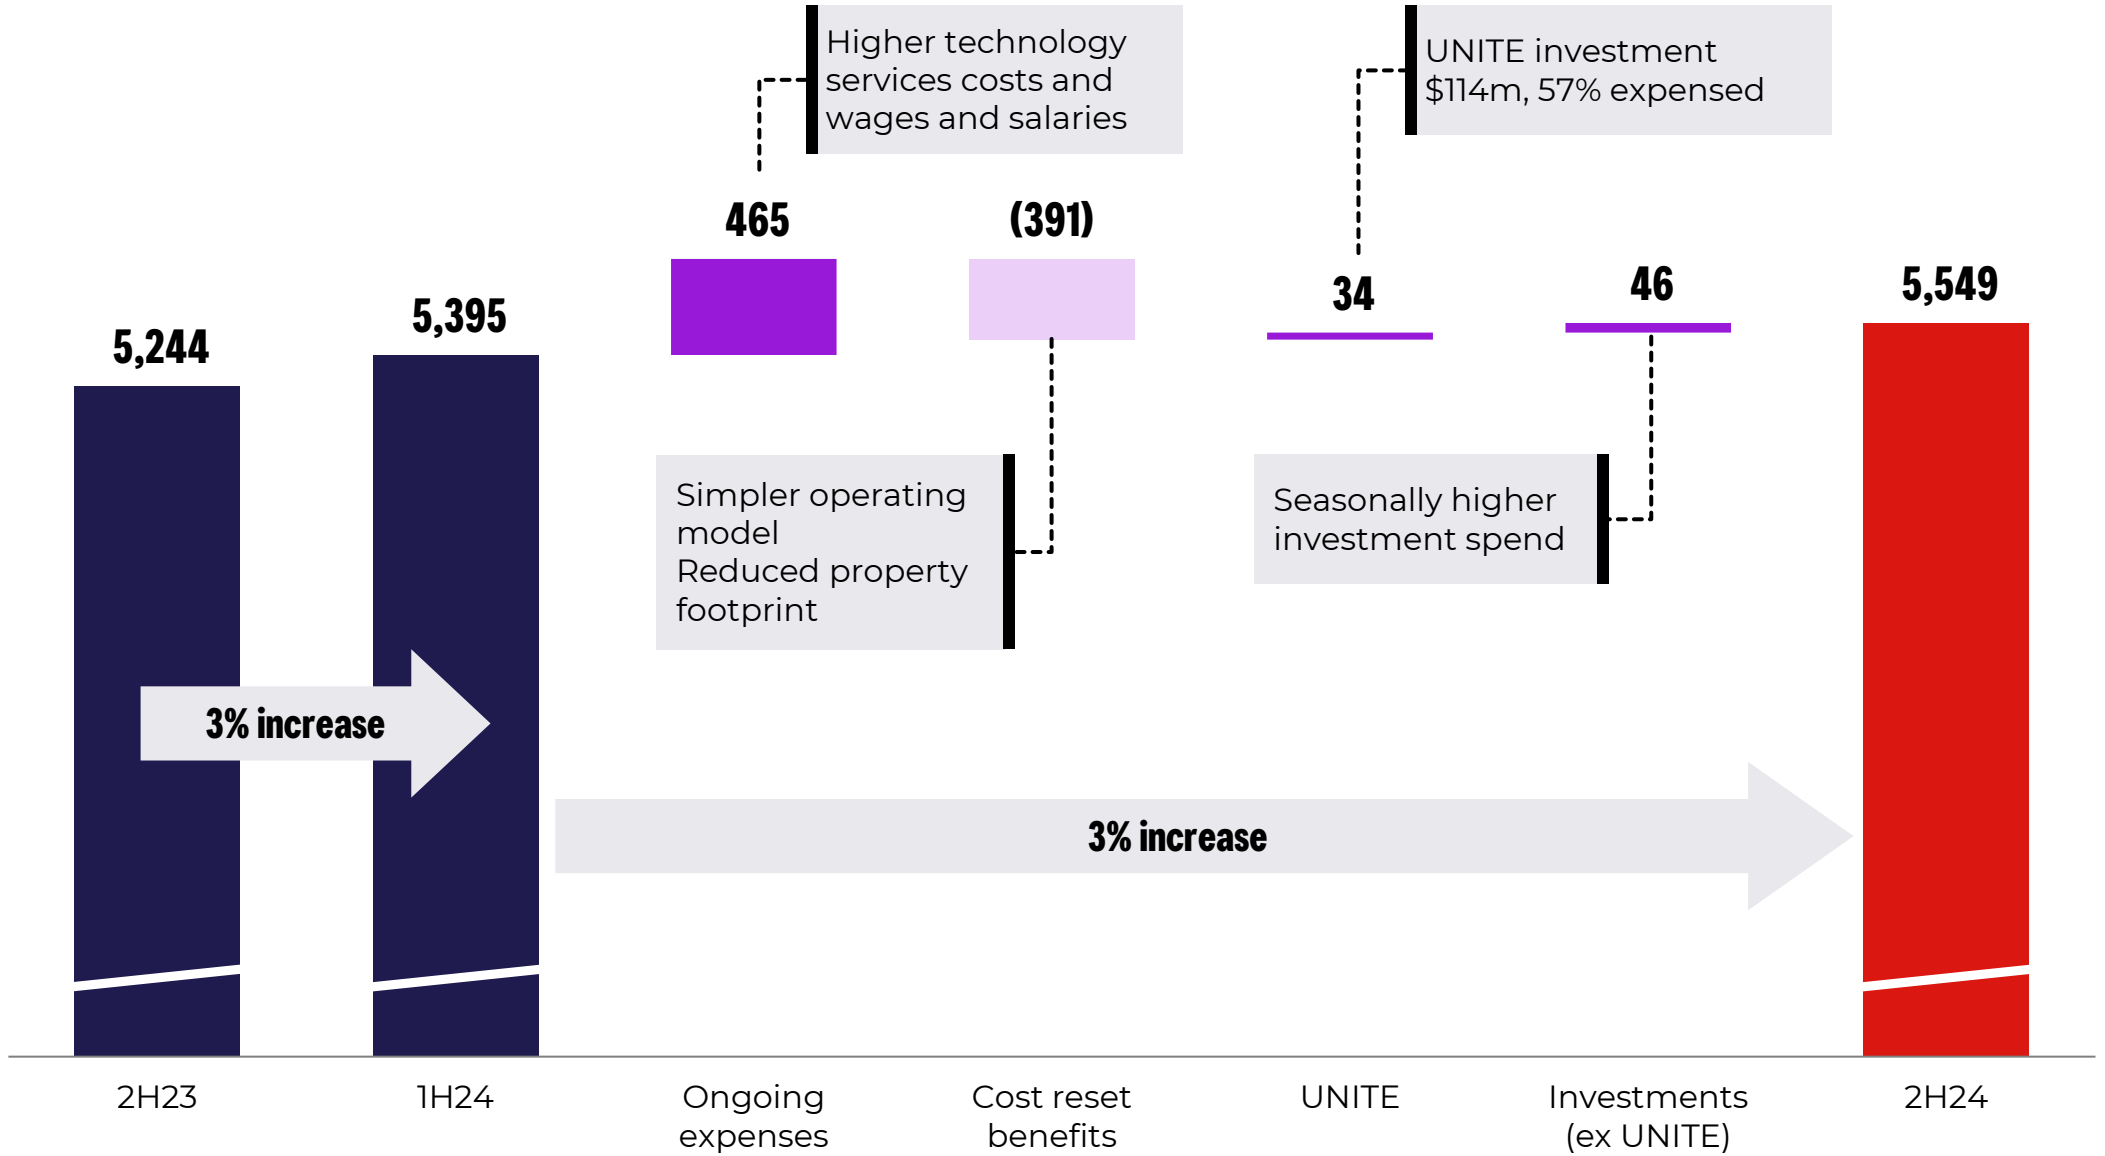 Higher technology
services costs and
wages and salaries
UNITE investment
$114m, 57% expensed
5,244
5,395
465
(391)
34
46
5,549
Simpler operating
model
Reduced property
footprint
Seasonally higher
investment spend
3% increase
3% increase
2H23
1H24
Ongoing
expenses
Cost reset
benefits
UNITE
Investments
(ex UNITE)
2H24